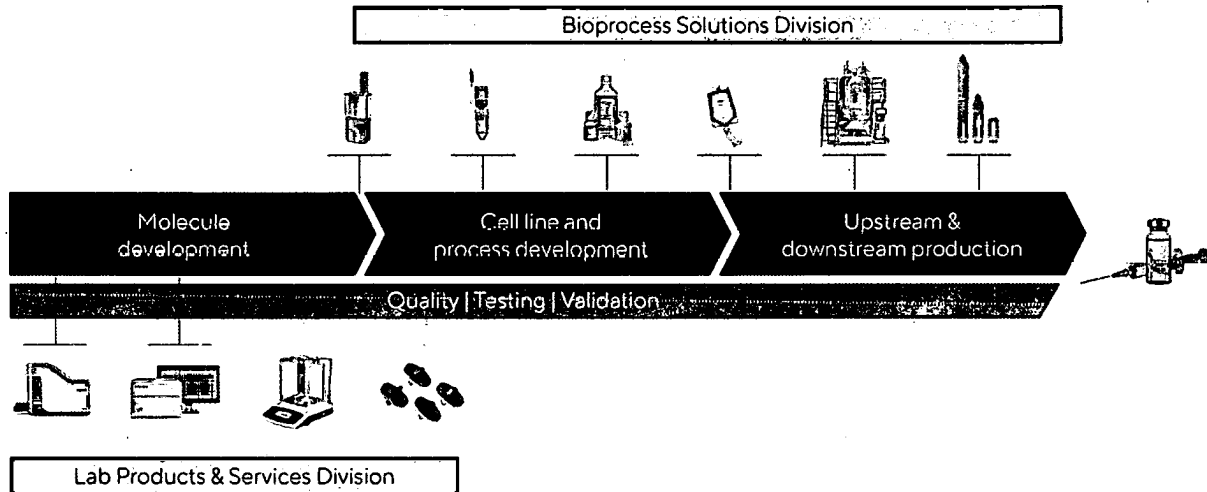 Bioprocess Solutions Division
Molecule
development
Cell line and
process development
Upstream &
downstream production
Quality | Testing | Validation
Lab Products & Services Division